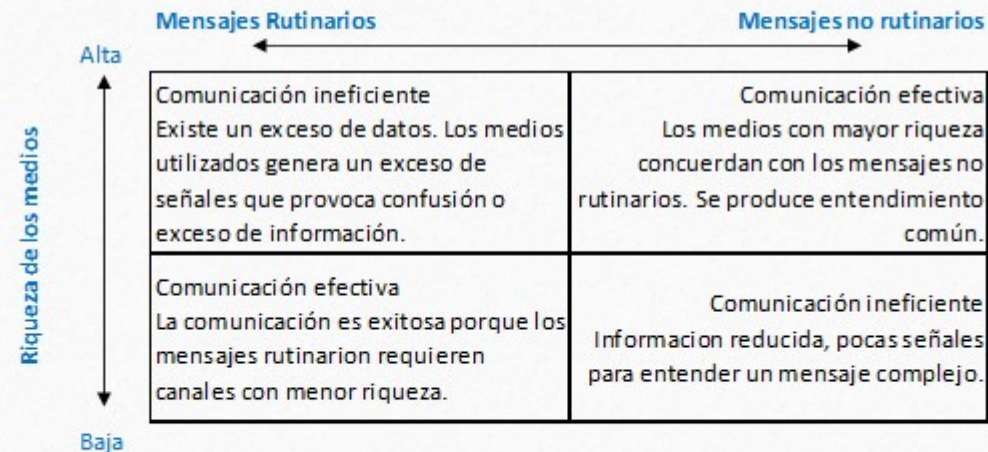 Mensajes Rutinarios
Mensajes no rutinarios
Alta
Riqueza de los medios
Comunicación ineficiente
Existe un exceso de datos. Los medios
utilizados genera un exceso de
señales que provoca confusión o
exceso de información.
Comunicación efectiva
Los medios con mayor riqueza
concuerdan con los mensajes no
rutinarios. Se produce entendimiento
común.
Comunicación efectiva
La comunicación es exitosa porque los
mensajes rutinarion requieren
canales con menor riqueza.
Comunicación ineficiente
Informacion reducida, pocas señales
para entender un mensaje complejo.
Baja